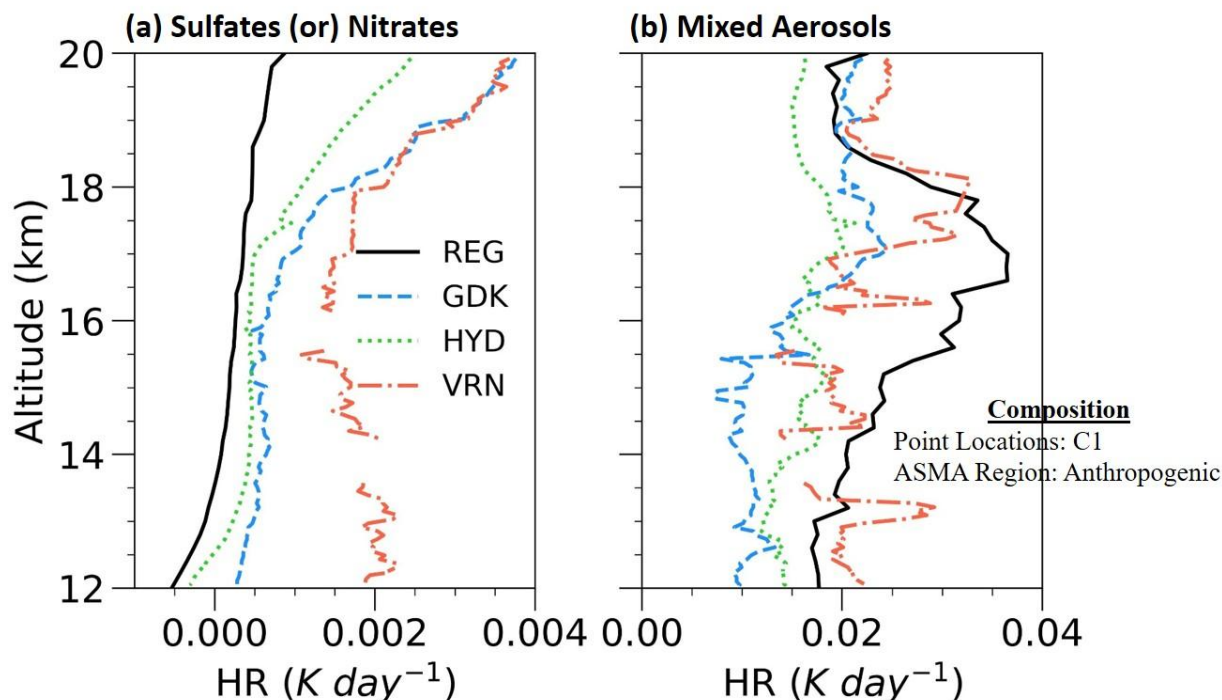 (a) Sulfates (or) Nitrates
(b) Mixed Aerosols
Altitude (km)
20
18
16
14
12
REG
GDK
HYD
VRN
0.000 0.002 0.004
HR (K day⁻¹)
Composition
Point Locations: C1
ASMA Region: Anthropogenic
0.00 0.02 0.04
HR (K day⁻¹)